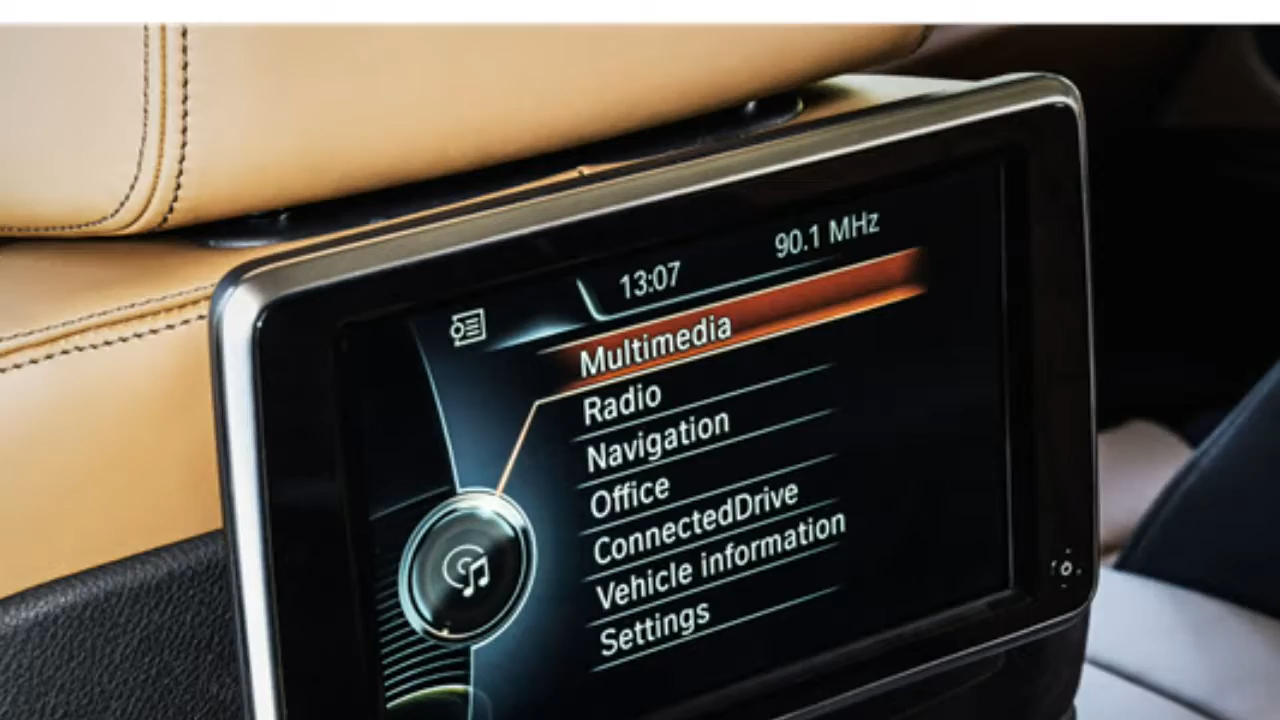 13:07
90.1 MHz
Multimedia
Radio
Navigation
Office
ConnectedDrive
Vehicle information
Settings